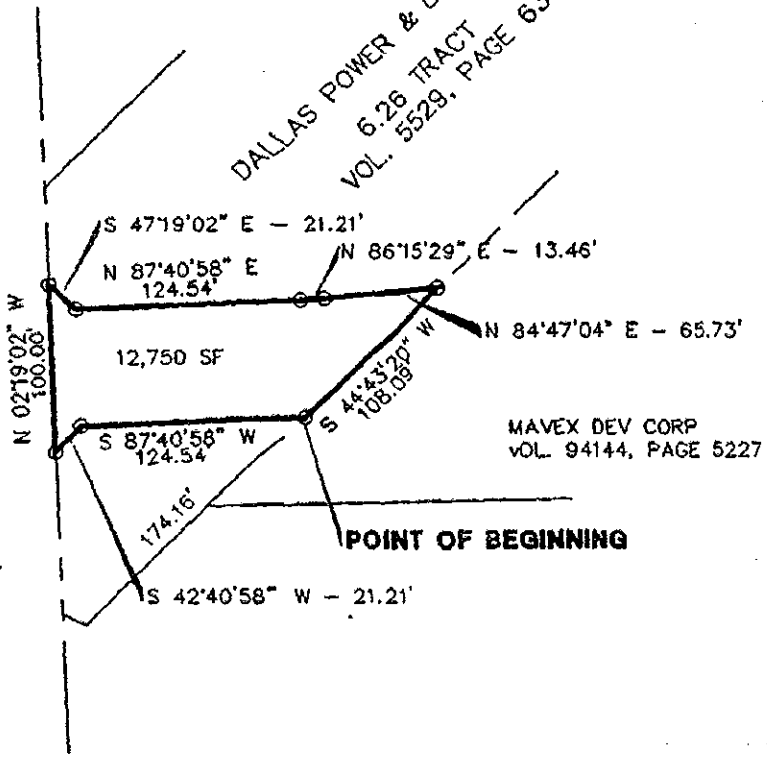 DALLAS POWER &
6.26 TRACT
VOL. 5529, PAGE
S 47°19'02" E - 21.21'
N 86°15'29" E - 13.46'
N 87°40'58" E
124.54'
N 84°47'04" E - 65.73'
N 02°19'02" W
100.00'
12,750 SF
S 44°43'20" W
108.09'
S 87°40'58" W
124.54'
MAVEX DEV CORP
VOL. 94144, PAGE 5227
174.16'
POINT OF BEGINNING
S 42°40'58" W - 21.21'